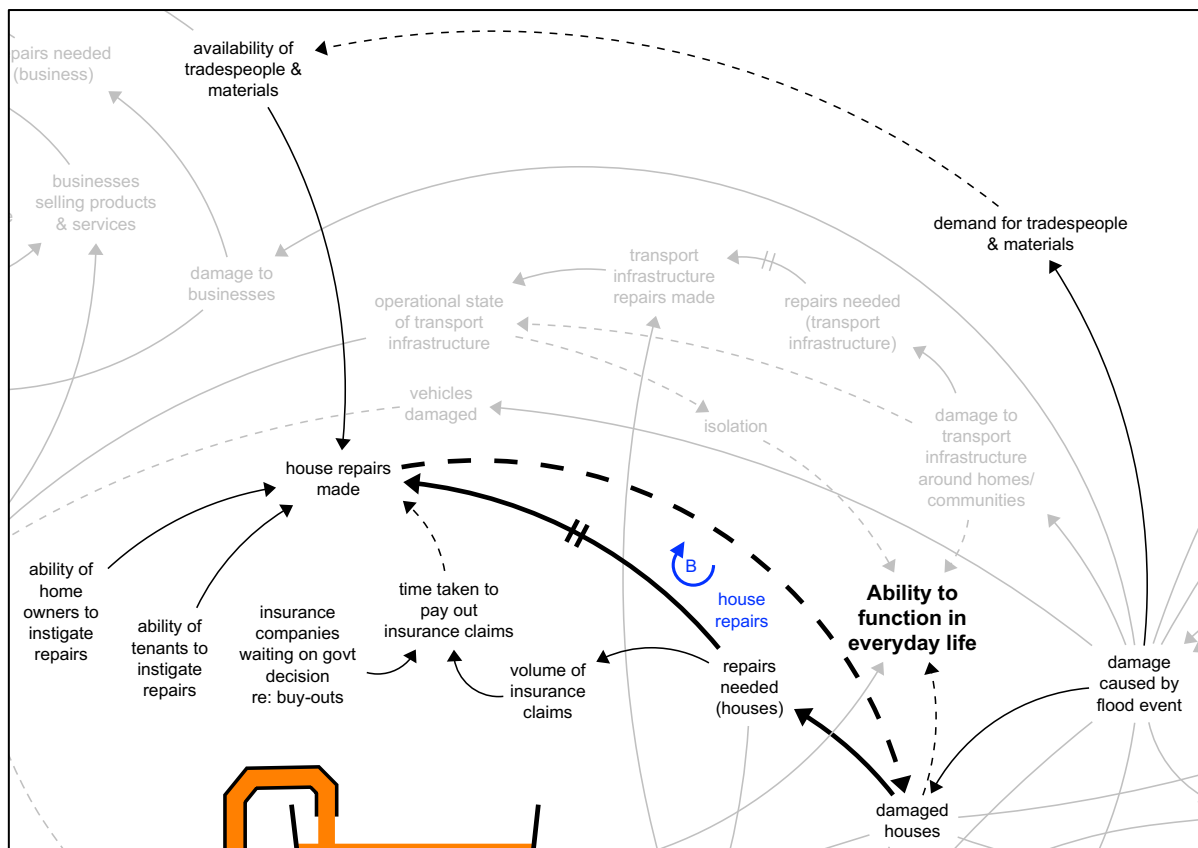 pairs needed
(business)
availability of
tradespeople &
materials
businesses
selling products
& services
demand for tradespeople
& materials
damage to
businesses
transport
infrastructure
repairs made
operational state
of transport
infrastructure
repairs needed
(transport
infrastructure)
vehicles
damaged
isolation
damage to
transport
infrastructure
around homes/
communities
house repairs
made
ability of
home
owners to
instigate
repairs
ability of
tenants to
instigate
repairs
insurance
companies
waiting on govt
decision
re: buy-outs
time taken to
pay out
insurance claims
volume of
insurance
claims
B
house
repairs
repairs
needed
(houses)
Ability to
function in
everyday life
damage
caused by
flood event
damaged
houses